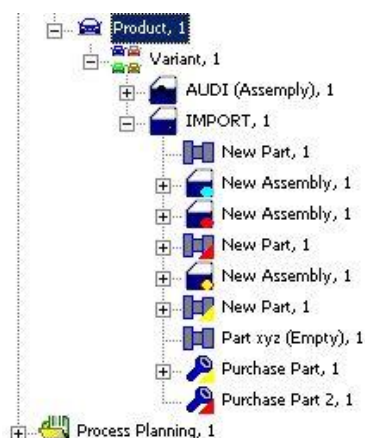 Product, 1
Variant, 1
AUDI (Assemply), 1
IMPORT, 1
New Part, 1
New Assembly, 1
New Assembly, 1
New Part, 1
New Assembly, 1
New Part, 1
Part xyz (Empty), 1
Purchase Part, 1
Purchase Part 2, 1
Process Planning, 1